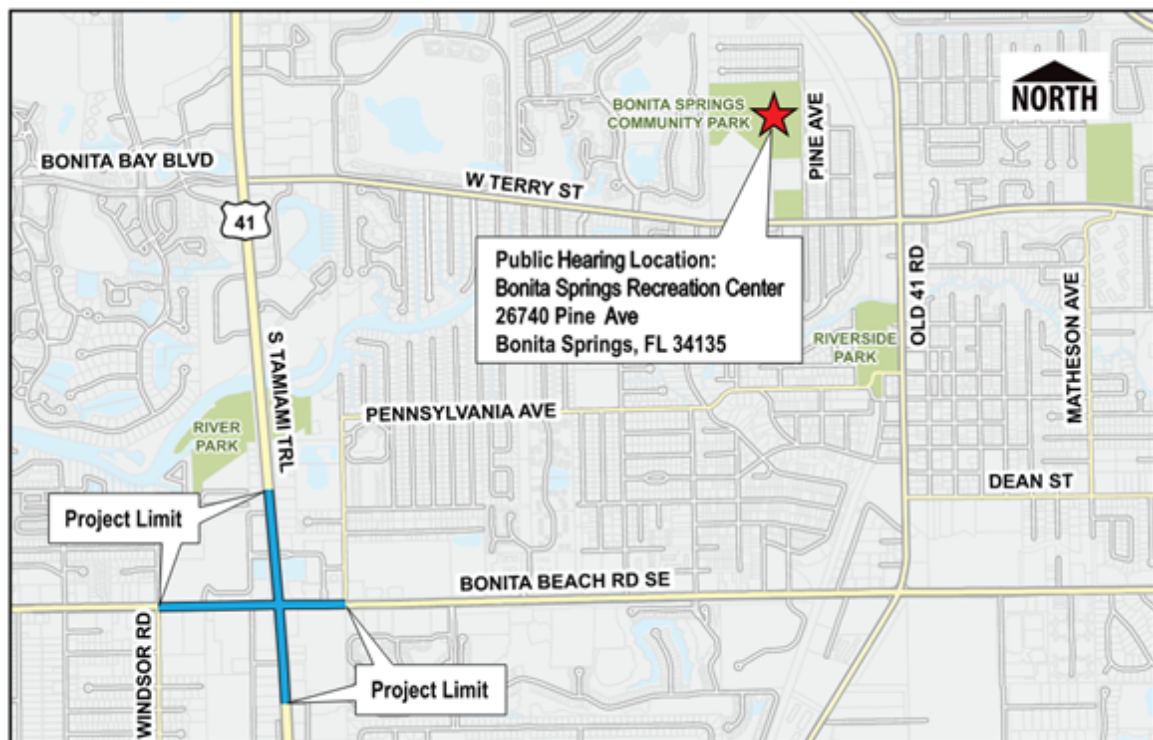 NORTH
BONITA SPRINGS
COMMUNITY PARK
PINE AVE
BONITA BAY BLVD
W TERRY ST
41
Public Hearing Location:
Bonita Springs Recreation Center
26740 Pine Ave
Bonita Springs, FL 34135
OLD 41 RD
MATHESON AVE
RIVERSIDE
PARK
S TAMIAMI TRL
PENNSYLVANIA AVE
RIVER
PARK
DEAN ST
Project Limit
BONITA BEACH RD SE
WINDSOR RD
Project Limit